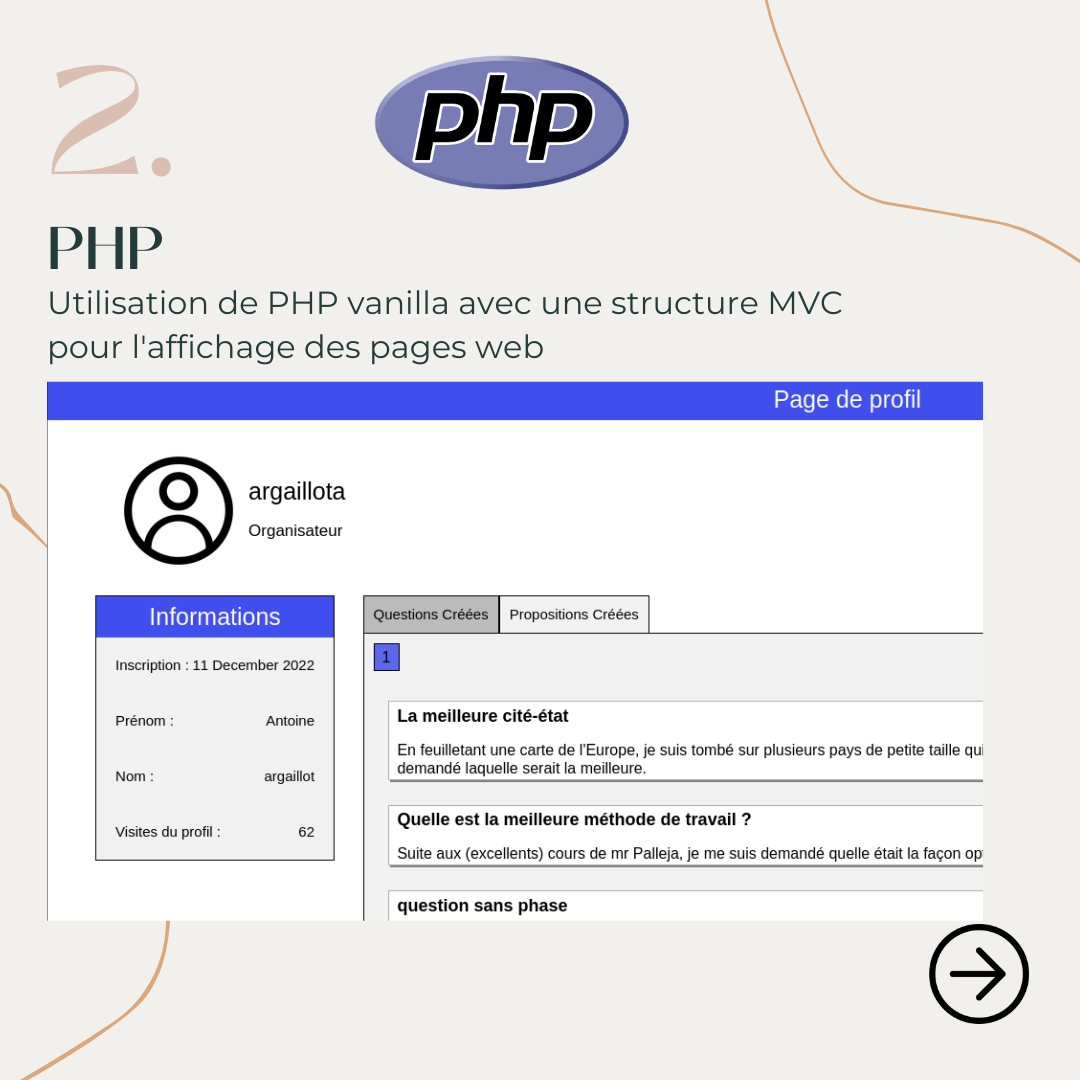 2.
php
PHP
Utilisation de PHP vanilla avec une structure MVC
pour l'affichage des pages web
Page de profil
argaillota
Organisateur
Informations
Inscription : 11 December 2022
Prénom : Antoine
Nom : argaillot
Visites du profil : 62
Questions Créées Propositions Créées
1
La meilleure cité-état
En feuilletant une carte de l'Europe, je suis tombé sur plusieurs pays de petite taille qui
demandé laquelle serait la meilleure.
Quelle est la meilleure méthode de travail ?
Suite aux (excellents) cours de mr Palleja, je me suis demandé quelle était la façon
question sans phase